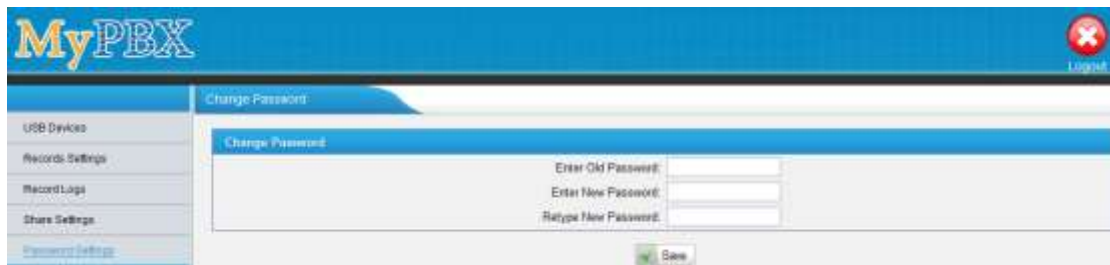 MyPBX
Logout
Change Password
USB Devices
Records Settings
Record Logs
Share Settings
Password Settings
Change Password
Enter Old Password:
Enter New Password:
Retype New Password:
Save